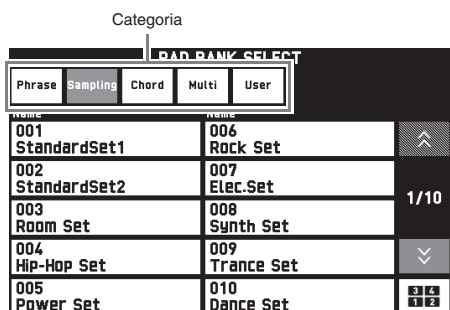 Categoria
PAD BANK SELECT
Phrase Sampling Chord Multi User
Name Name
001 006
StandardSet1 Rock Set
002 007
StandardSet2 Elec.Set
1/10
003 008
Room Set Synth Set
004 009
Hip-Hop Set Trance Set
005 010
Power Set Dance Set
3 4
1 2